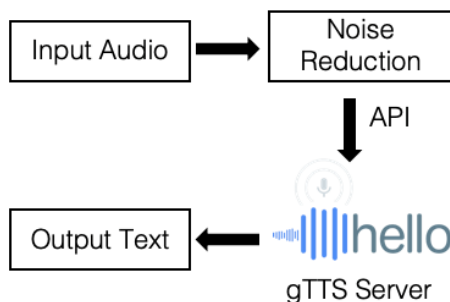 Input Audio
Noise
Reduction
API
hello
gTTS Server
Output Text